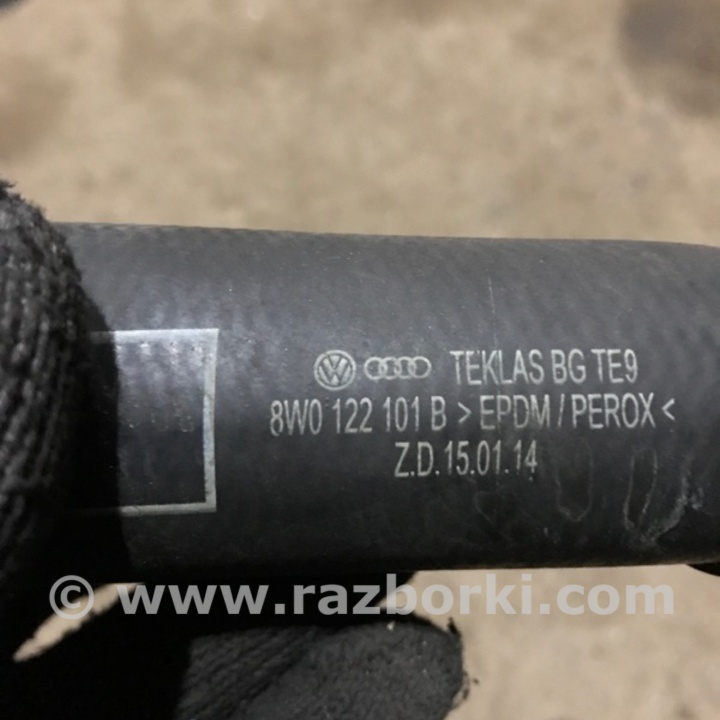 TEKLAS BG TE9
8W0 122 101 B > EPDM / PEROX <
Z.D.15.01.14
© www.razborki.com